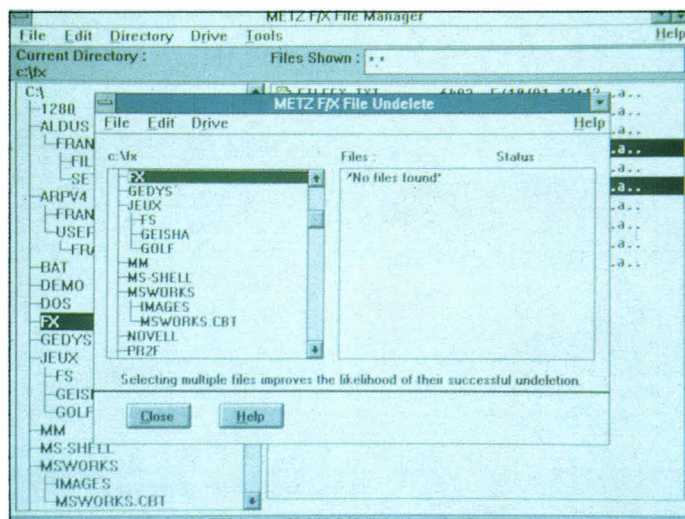 METZ F/X File Manager
File Edit Directory Drive Tools Help
Current Directory : Files Shown : *.*
c:\fx
C:\
1280
ALDUS
FRAN
FIL
SE
ARPV4
FRAN
USER
FRA
BAT
DEMO
DOS
FX
GEDYS
JEUX
FS
GEISH
GOLF
MM
MS-SHELL
MSWORKS
IMAGES
MSWORKS.CBT
.a..
.a..
.a..
.a..
.a..
.a..
.a..
.a..
.a..
METZ F/X File Undelete
File Edit Drive Help
c:\fx Files : Status
FX
GEDYS
JEUX
FS
GEISHA
GOLF
MM
MS-SHELL
MSWORKS
IMAGES
MSWORKS.CBT
NOVELL
PR2F
*No files found*
Selecting multiple files improves the likelihood of their successful undeletion.
Close Help